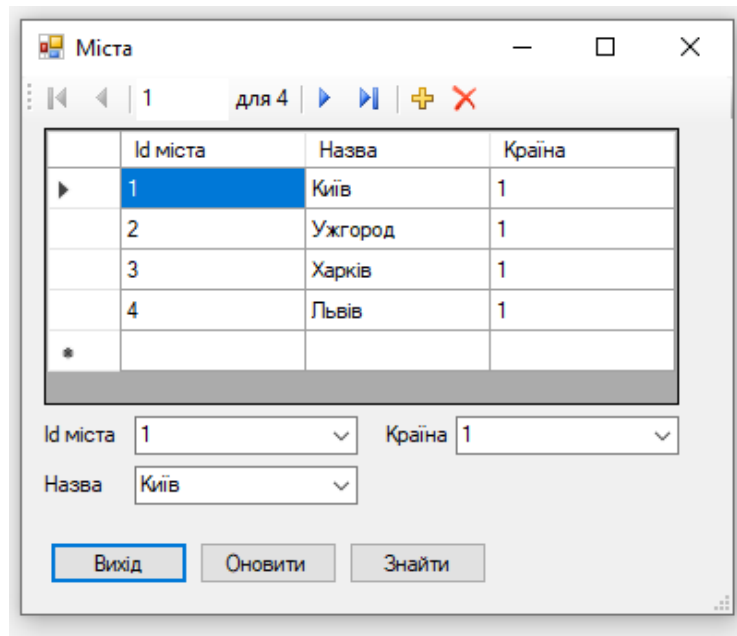 Міста
1 для 4
Id міста Назва Країна
1 Київ 1
2 Ужгород 1
3 Харків 1
4 Львів 1
Id міста 1 Країна 1
Назва Київ
Вихід Оновити Знайти